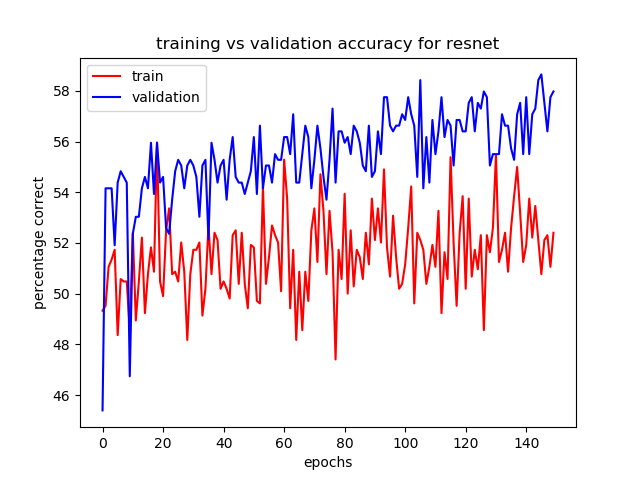 training vs validation accuracy for resnet
train
validation
percentage correct
58
56
54
52
50
48
46
0 20 40 60 80 100 120 140
epochs